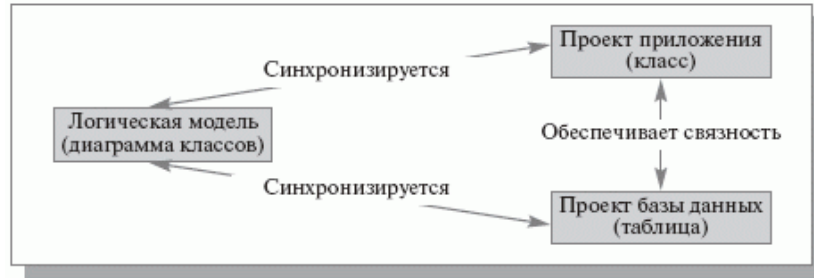 Проект приложения
(класс)
Синхронизируется
Логическая модель
(диаграмма классов)
Обеспечивает связность
Синхронизируется
Проект базы данных
(таблица)